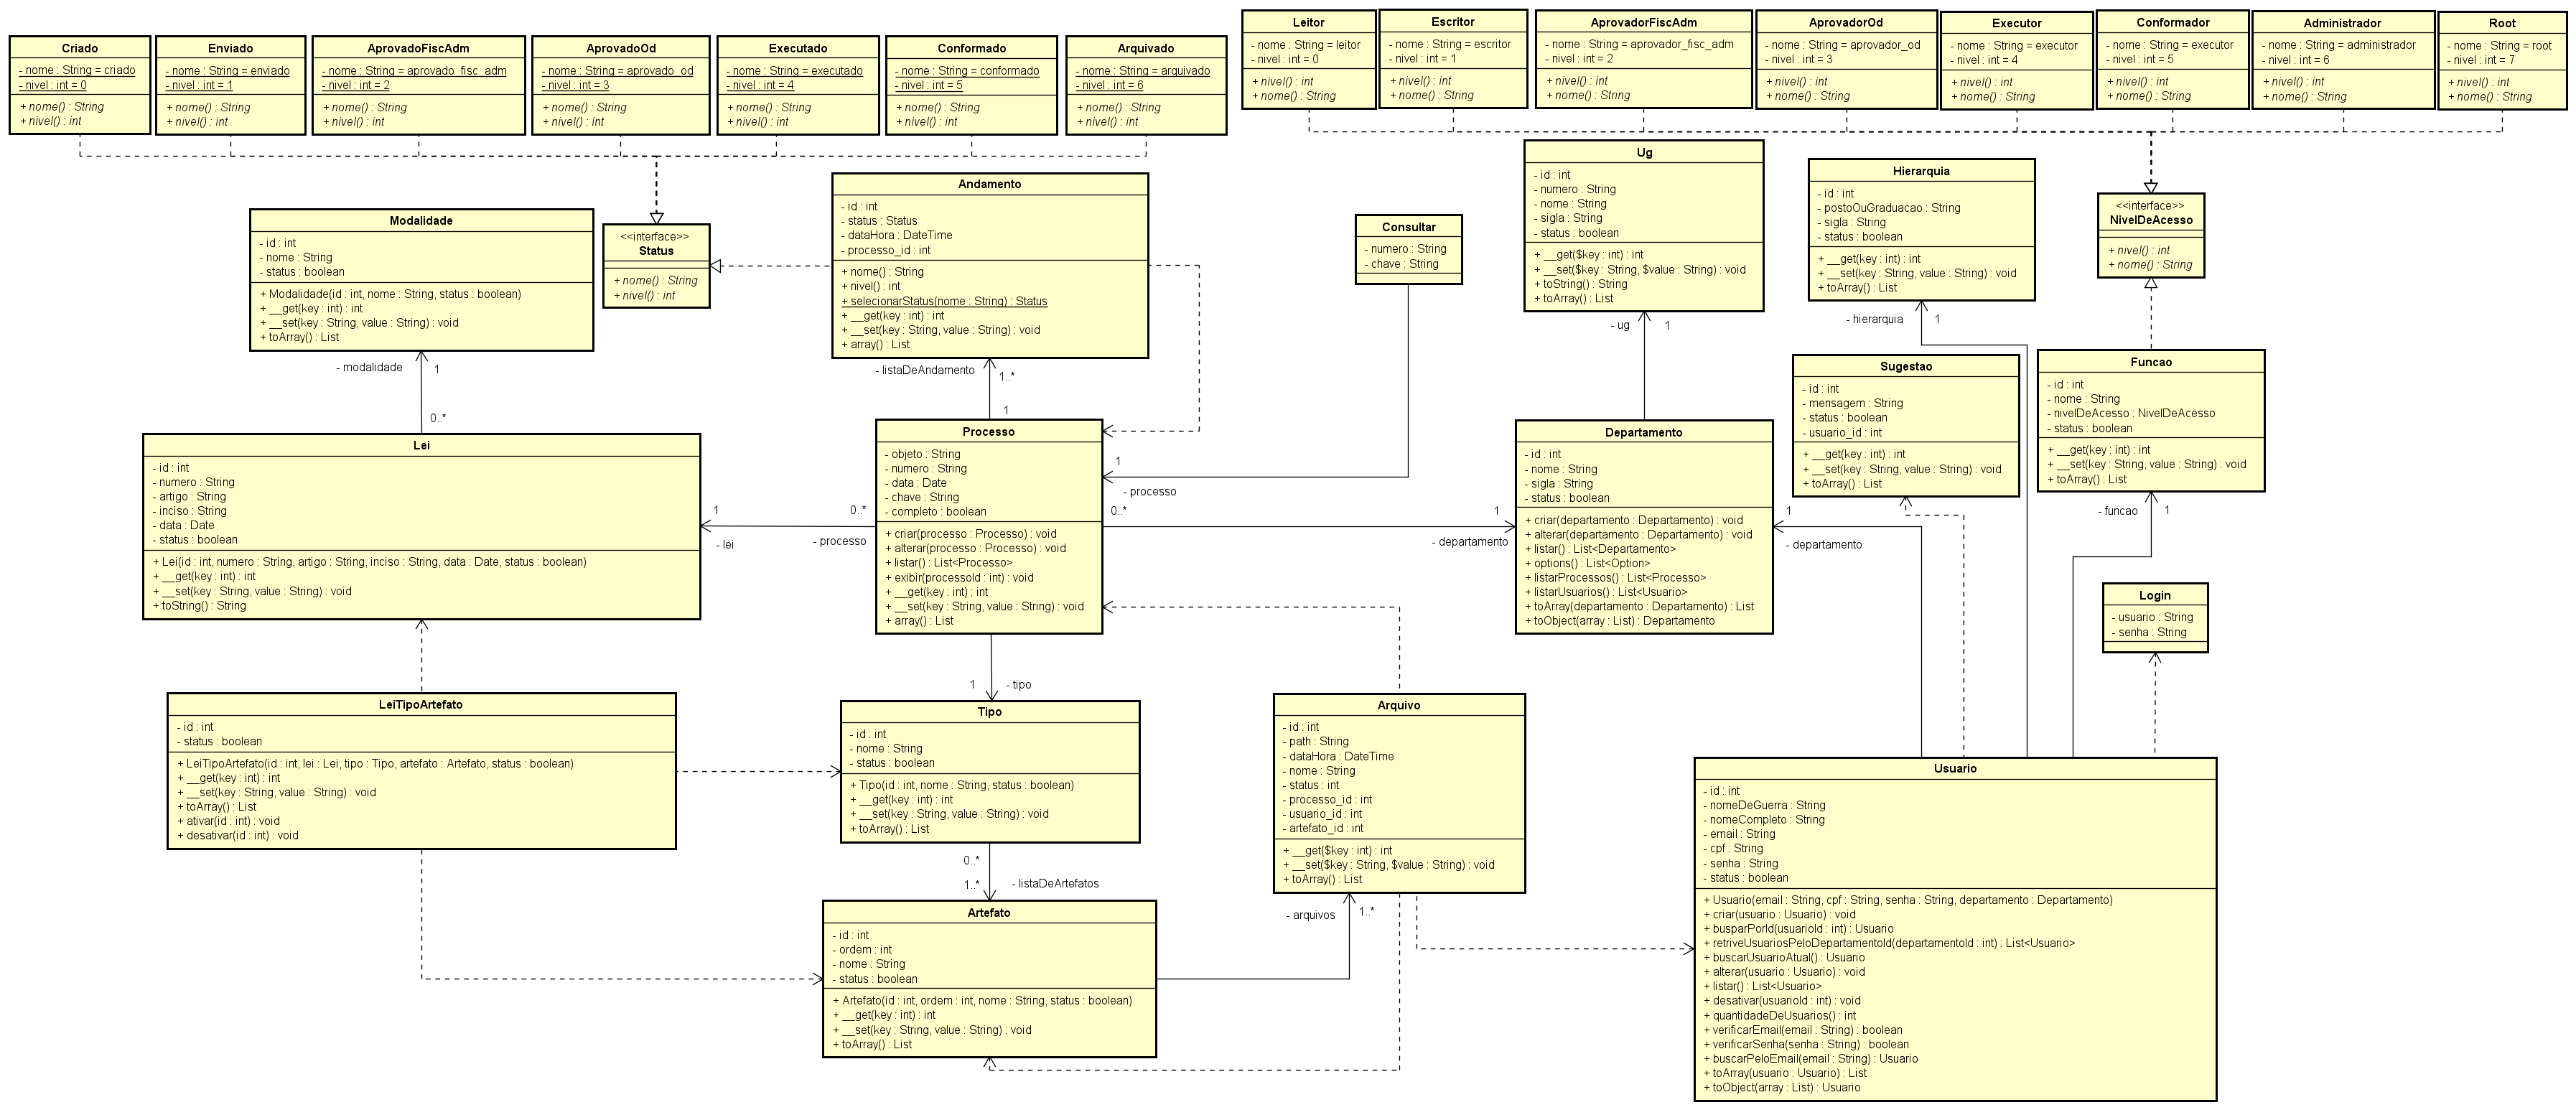 Criado
- nome : String = criado
- nivel : int = 0
+ nome() : String
+ nivel() : int
Enviado
- nome : String = enviado
- nivel : int = 1
+ nome() : String
+ nivel() : int
AprovadoFiscAdm
- nome : String = aprovado_fisc_adm
- nivel : int = 2
+ nome() : String
+ nivel() : int
AprovadoOd
- nome : String = aprovado_od
- nivel : int = 3
+ nome() : String
+ nivel() : int
Executado
- nome : String = executado
- nivel : int = 4
+ nome() : String
+ nivel() : int
Conformado
- nome : String = conformado
- nivel : int = 5
+ nome() : String
+ nivel() : int
Arquivado
- nome : String = arquivado
- nivel : int = 6
+ nome() : String
+ nivel() : int
Leitor
- nome : String = leitor
- nivel : int = 0
+ nivel() : int
+ nome() : String
Escritor
- nome : String = escritor
- nivel : int = 1
+ nivel() : int
+ nome() : String
AprovadorFiscAdm
- nome : String = aprovador_fisc_adm
- nivel : int = 2
+ nivel() : int
+ nome() : String
AprovadorOd
- nome : String = aprovador_od
- nivel : int = 3
+ nivel() : int
+ nome() : String
Executor
- nome : String = executor
- nivel : int = 4
+ nivel() : int
+ nome() : String
Conformador
- nome : String = executor
- nivel : int = 5
+ nivel() : int
+ nome() : String
Administrador
- nome : String = administrador
- nivel : int = 6
+ nivel() : int
+ nome() : String
Root
- nome : String = root
- nivel : int = 7
+ nivel() : int
+ nome() : String
Modalidade
- id : int
- nome : String
- status : boolean
+ Modalidade(id : int, nome : String, status : boolean)
+ __get(key : int) : int
+ __set(key : String, value : String) : void
+ toArray() : List
- modalidade
1
0..*
<<interface>>
Status
+ nome() : String
+ nivel() : int
Andamento
- id : int
- status : Status
- dataHora : DateTime
- processo_id : int
+ nome() : String
+ nivel() : int
+ selecionarStatus(nome : String) : Status
+ __get(key : int) : int
+ __set(key : String, value : String) : void
+ array() : List
- listaDeAndamento
1..*
1
Consultar
- numero : String
- chave : String
1
- processo
Ug
- id : int
- numero : String
- nome : String
- sigla : String
- status : boolean
+ __get($key : int) : int
+ __set($key : String, $value : String) : void
+ toString() : String
+ toArray() : List
- ug
1
Hierarquia
- id : int
- postoOuGraduacao : String
- sigla : String
- status : boolean
+ __get(key : int) : int
+ __set(key : String, value : String) : void
+ toArray() : List
- hierarquia
1
<<interface>>
NivelDeAcesso
+ nivel() : int
+ nome() : String
Sugestao
- id : int
- mensagem : String
- status : boolean
- usuario_id : int
+ __get(key : int) : int
+ __set(key : String, value : String) : void
+ toArray() : List
Funcao
- id : int
- nome : String
- nivelDeAcesso : NivelDeAcesso
- status : boolean
+ __get(key : int) : int
+ __set(key : String, value : String) : void
+ toArray() : List
- funcao
1
Lei
- id : int
- numero : String
- artigo : String
- inciso : String
- data : Date
- status : boolean
+ Lei(id : int, numero : String, artigo : String, inciso : String, data : Date, status : boolean)
+ __get(key : int) : int
+ __set(key : String, value : String) : void
+ toString() : String
1
- lei
0..*
- processo
Processo
- objeto : String
- numero : String
- data : Date
- chave : String
- completo : boolean
+ criar(processo : Processo) : void
+ alterar(processo : Processo) : void
+ listar() : List<Processo>
+ exibir(processoId : int) : void
+ __get(key : int) : int
+ __set(key : String, value : String) : void
+ array() : List
0..*
1
- departamento
Departamento
- id : int
- nome : String
- sigla : String
- status : boolean
+ criar(departamento : Departamento) : void
+ alterar(departamento : Departamento) : void
+ listar() : List<Departamento>
+ options() : List<Option>
+ listarProcessos() : List<Processo>
+ listarUsuarios() : List<Usuario>
+ toArray(departamento : Departamento) : List
+ toObject(array : List) : Departamento
1
- departamento
Login
- usuario : String
- senha : String
LeiTipoArtefato
- id : int
- status : boolean
+ LeiTipoArtefato(id : int, lei : Lei, tipo : Tipo, artefato : Artefato, status : boolean)
+ __get(key : int) : int
+ __set(key : String, value : String) : void
+ toArray() : List
+ ativar(id : int) : void
+ desativar(id : int) : void
1
- tipo
Tipo
- id : int
- nome : String
- status : boolean
+ Tipo(id : int, nome : String, status : boolean)
+ __get(key : int) : int
+ __set(key : String, value : String) : void
+ toArray() : List
0..*
1..*
- listaDeArtefatos
Artefato
- id : int
- ordem : int
- nome : String
- status : boolean
+ Artefato(id : int, ordem : int, nome : String, status : boolean)
+ __get(key : int) : int
+ __set(key : String, value : String) : void
+ toArray() : List
Arquivo
- id : int
- path : String
- dataHora : DateTime
- nome : String
- status : int
- processo_id : int
- usuario_id : int
- artefato_id : int
+ __get($key : int) : int
+ __set($key : String, $value : String) : void
+ toArray() : List
- arquivos
1..*
Usuario
- id : int
- nomeDeGuerra : String
- nomeCompleto : String
- email : String
- cpf : String
- senha : String
- status : boolean
+ Usuario(email : String, cpf : String, senha : String, departamento : Departamento)
+ criar(usuario : Usuario) : void
+ busparPorId(usuarioId : int) : Usuario
+ retriveUsuariosPeloDepartamentoId(departamentoId : int) : List<Usuario>
+ buscarUsuarioAtual() : Usuario
+ alterar(usuario : Usuario) : void
+ listar() : List<Usuario>
+ desativar(usuarioId : int) : void
+ quantidadeDeUsuarios() : int
+ verificarEmail(email : String) : boolean
+ verificarSenha(senha : String) : boolean
+ buscarPeloEmail(email : String) : Usuario
+ toArray(usuario : Usuario) : List
+ toObject(array : List) : Usuario